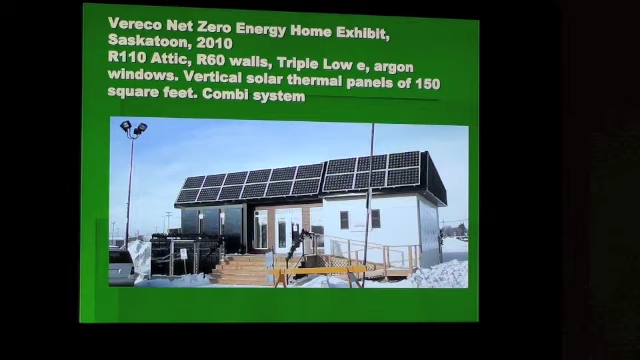 Vereco Net Zero Energy Home Exhibit,
Saskatoon, 2010
R110 Attic, R60 walls, Triple Low e, argon
windows. Vertical solar thermal panels of 150
square feet. Combi system